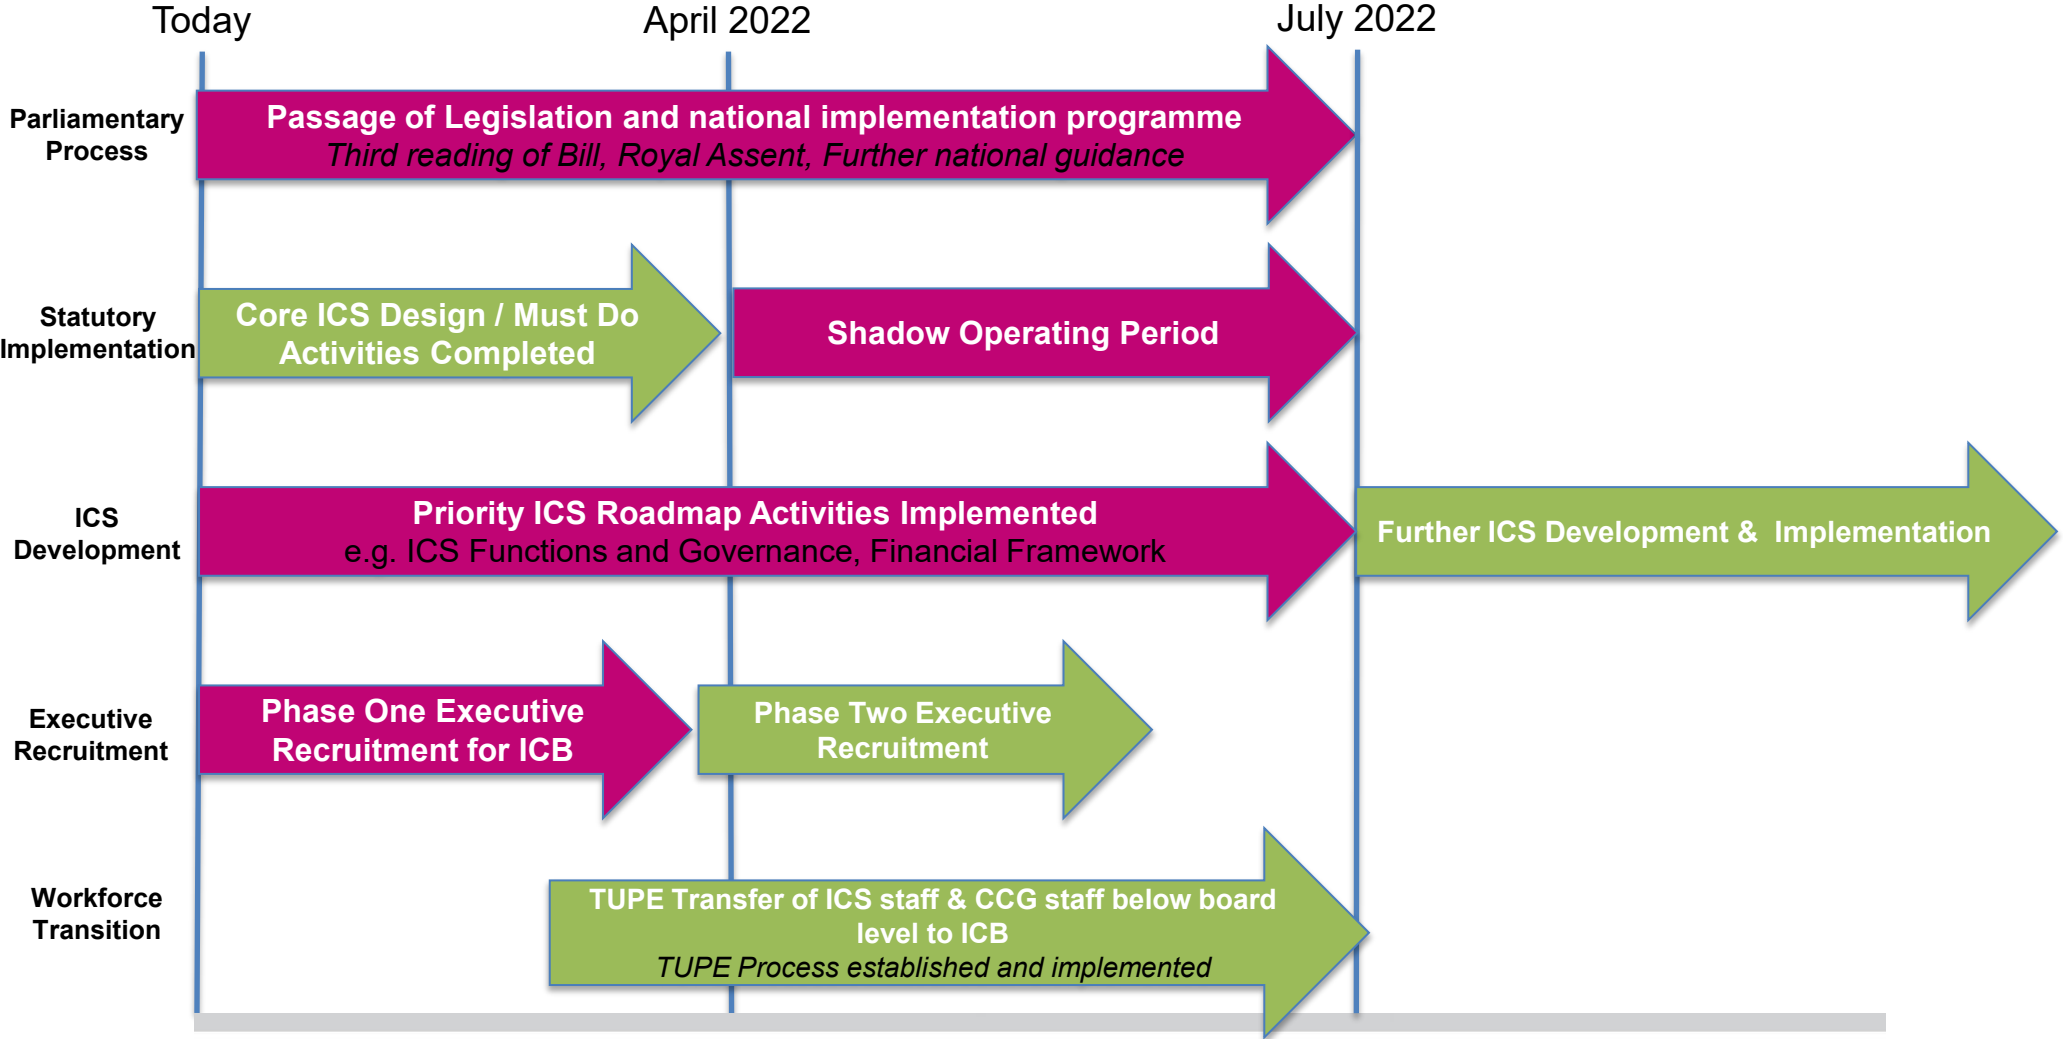 Today
April 2022
July 2022
Parliamentary
Process
Passage of Legislation and national implementation programme
Third reading of Bill, Royal Assent, Further national guidance
Statutory
Implementation
Core ICS Design / Must Do
Activities Completed
Shadow Operating Period
ICS
Development
Priority ICS Roadmap Activities Implemented
e.g. ICS Functions and Governance, Financial Framework
Further ICS Development & Implementation
Executive
Recruitment
Phase One Executive
Recruitment for ICB
Phase Two Executive
Recruitment
Workforce
Transition
TUPE Transfer of ICS staff & CCG staff below board
level to ICB
TUPE Process established and implemented